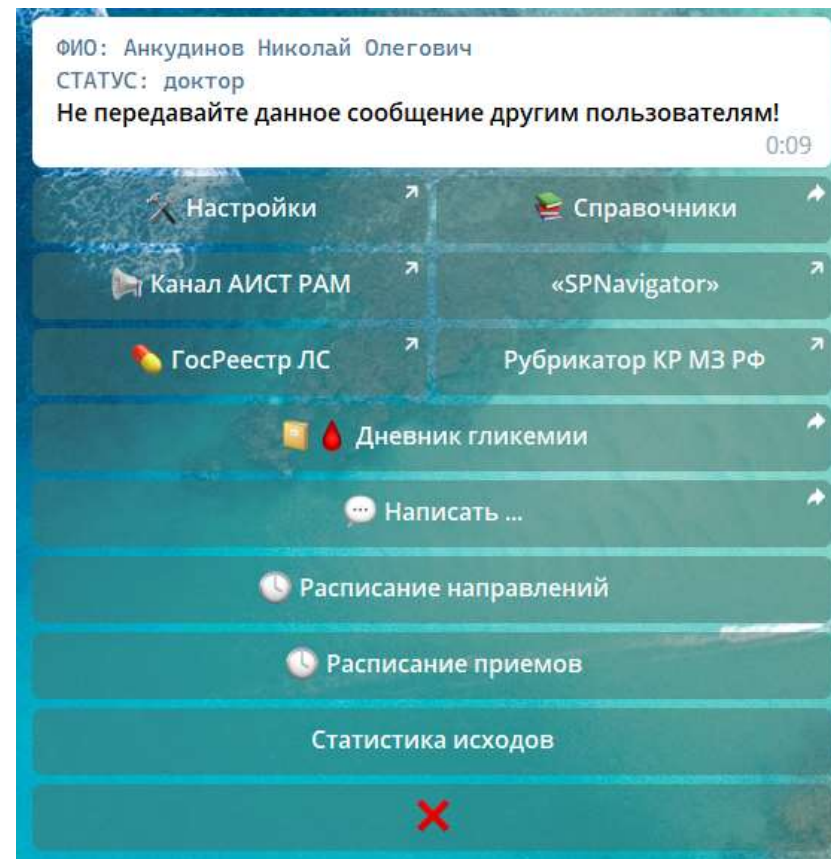 ФИО: Анкудинов Николай Олегович
СТАТУС: доктор
Не передавайте данное сообщение другим пользователям!
0:09
Настройки
Справочники
Канал АИСТ РАМ
«SPNavigator»
ГосРеестр ЛС
Рубрикатор КР МЗ РФ
Дневник гликемии
Написать ...
Расписание направлений
Расписание приемов
Статистика исходов